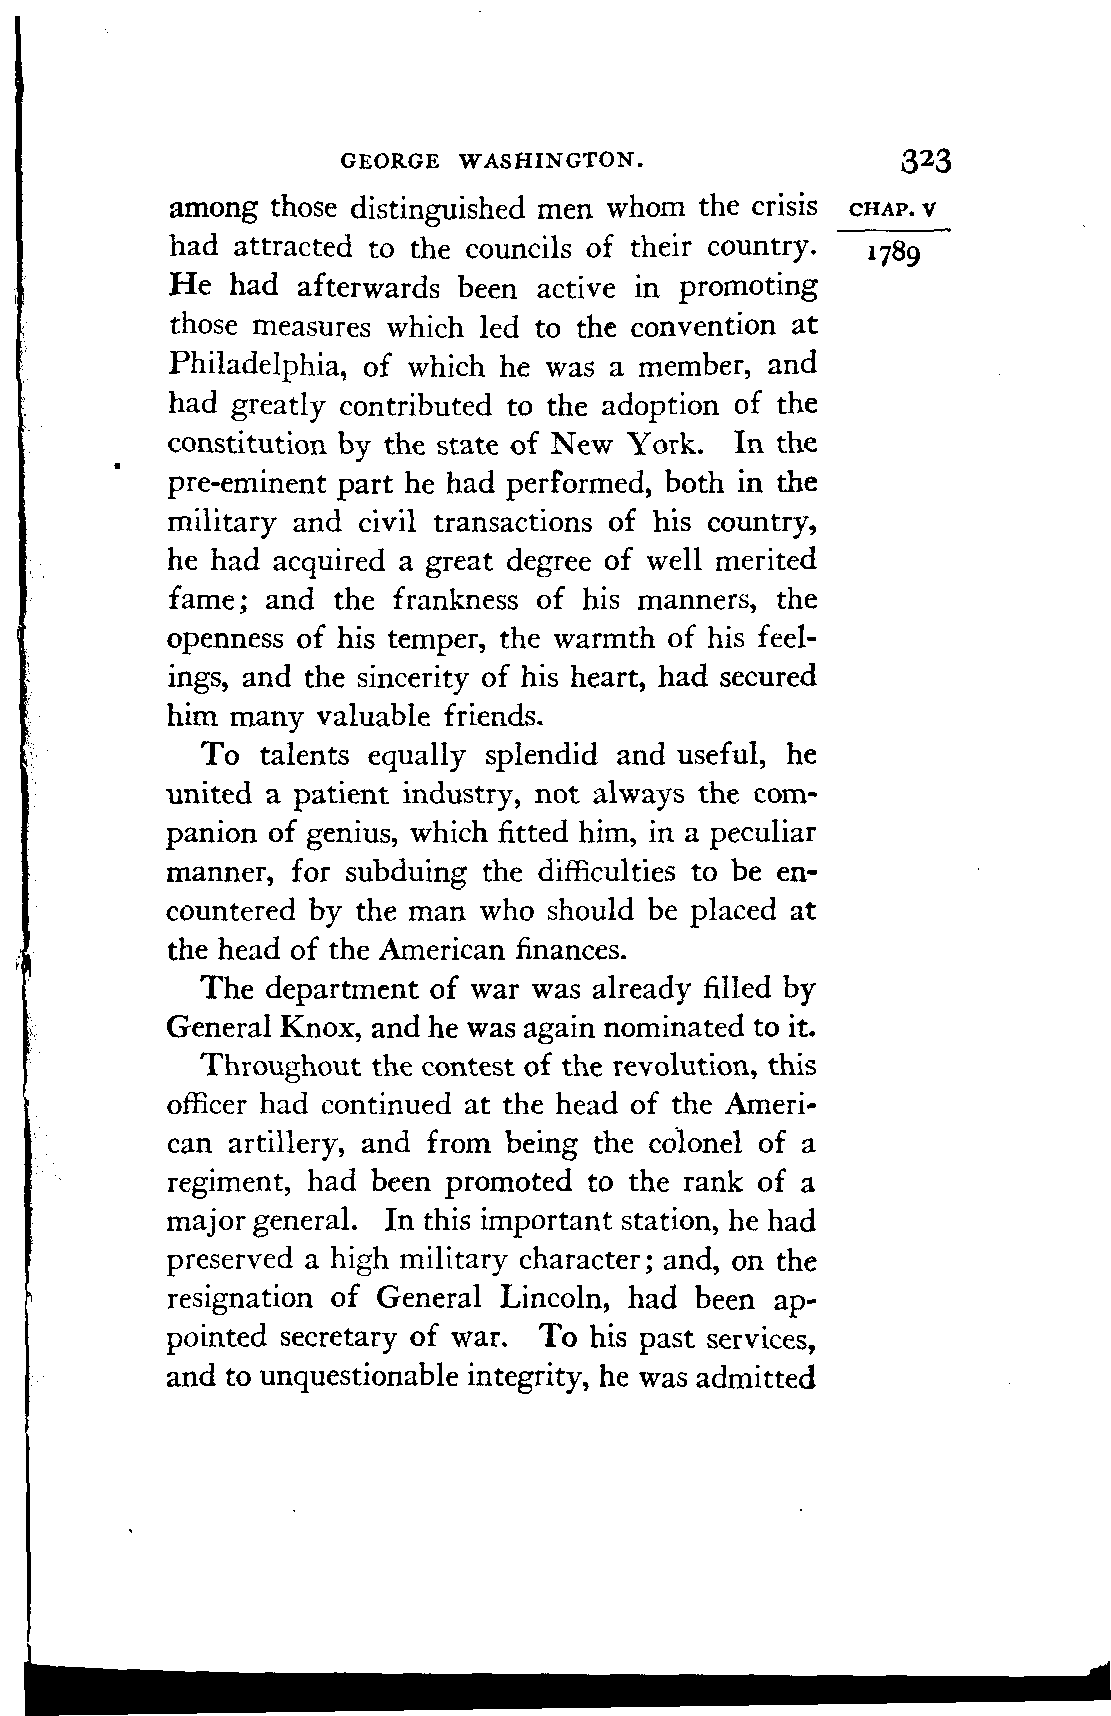 GEORGE WASHINGTON. 323
among those distinguished men whom the crisis CHAP. V
had attracted to the councils of their country. 1789
He had afterwards been active in promoting
those measures which led to the convention at
Philadelphia, of which he was a member, and
had greatly contributed to the adoption of the
constitution by the state of New York. In the
pre-eminent part he had performed, both in the
military and civil transactions of his country,
he had acquired a great degree of well merited
fame; and the frankness of his manners, the
openness of his temper, the warmth of his feel-
ings, and the sincerity of his heart, had secured
him many valuable friends.
To talents equally splendid and useful, he
united a patient industry, not always the com-
panion of genius, which fitted him, in a peculiar
manner, for subduing the difficulties to be en-
countered by the man who should be placed at
the head of the American finances.
The department of war was already filled by
General Knox, and he was again nominated to it.
Throughout the contest of the revolution, this
officer had continued at the head of the Ameri-
can artillery, and from being the colonel of a
regiment, had been promoted to the rank of a
major general. In this important station, he had
preserved a high military character; and, on the
resignation of General Lincoln, had been ap-
pointed secretary of war. To his past services,
and to unquestionable integrity, he was admitted